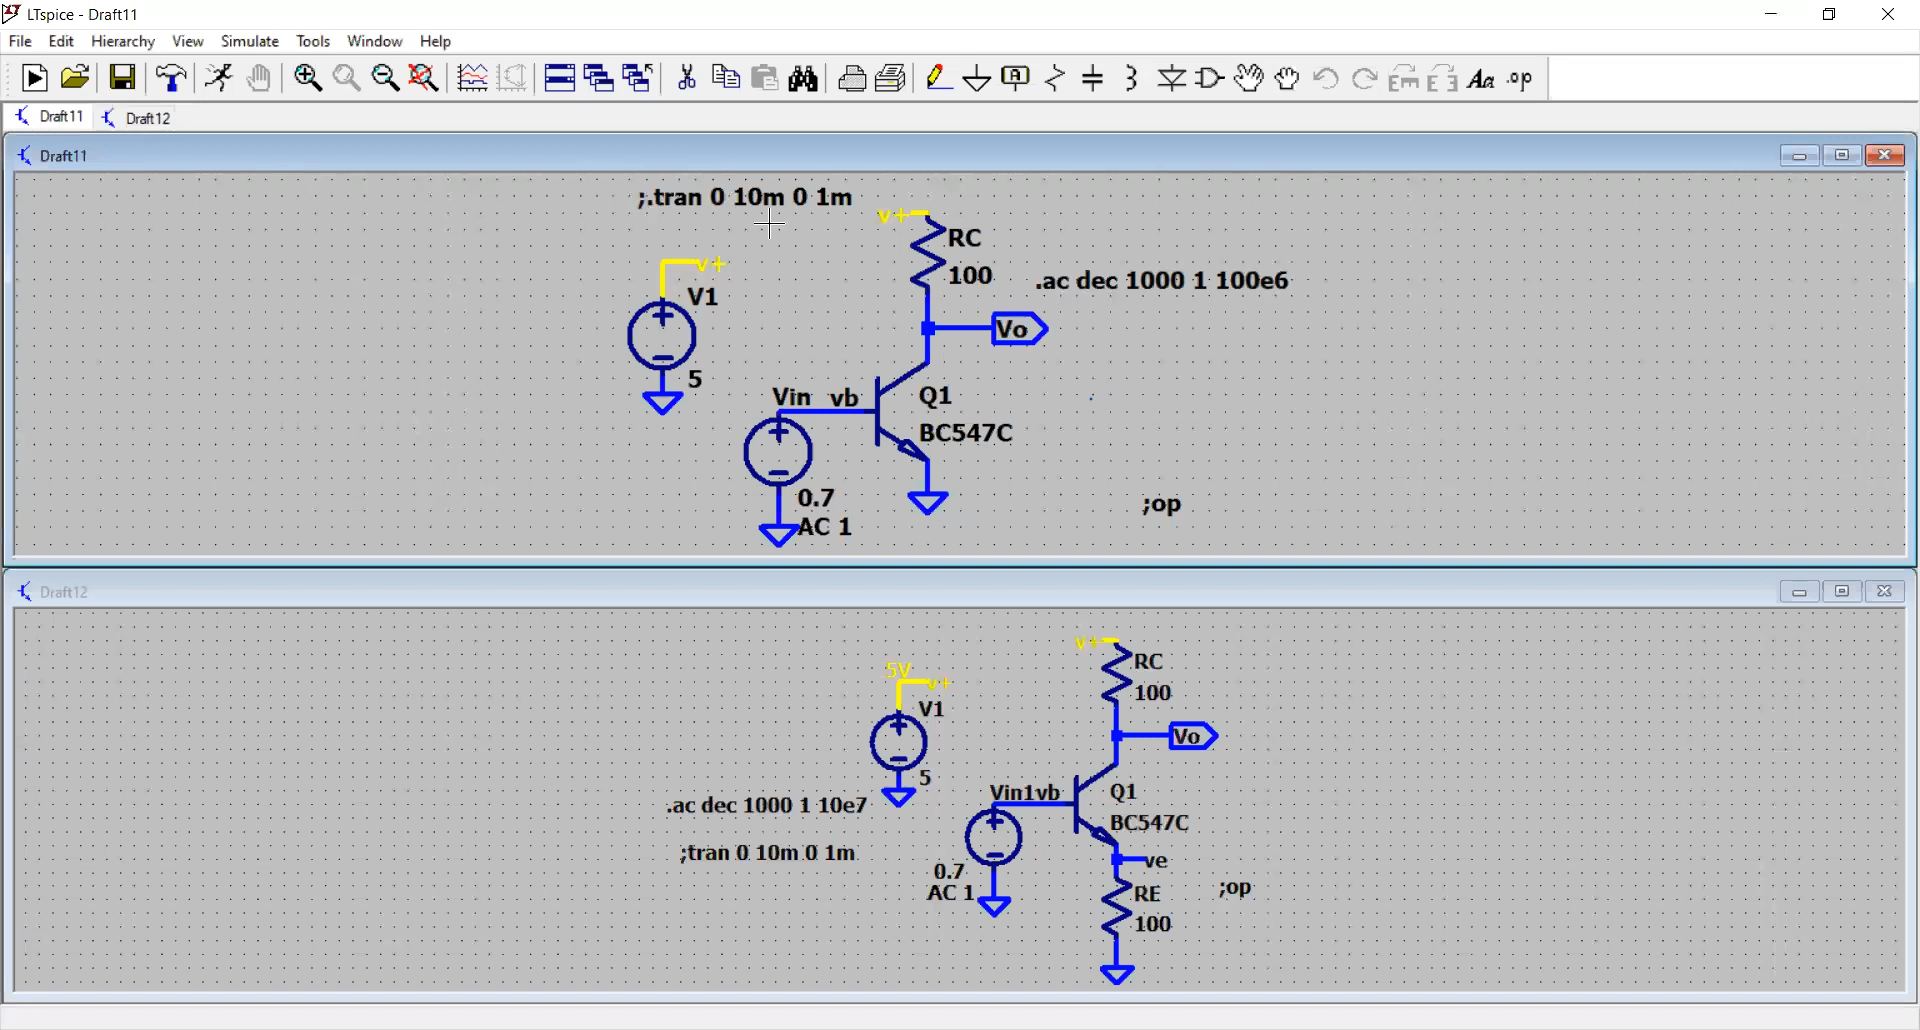 LTspice - Draft11
File Edit Hierarchy View Simulate Tools Window Help
Aa .op
Draft11 Draft12
Draft11
;.tran 0 10m 0 1m
v+
RC
v+
100
.ac dec 1000 1 100e6
V1
Vo
5
Vin vb
Q1
BC547C
0.7
;op
AC 1
Draft12
v+
RC
5V
v+
100
V1
Vo
5
.ac dec 1000 1 10e7
Vin1vb
Q1
BC547C
;tran 0 10m 0 1m
ve
0.7
RE
;op
AC 1
100